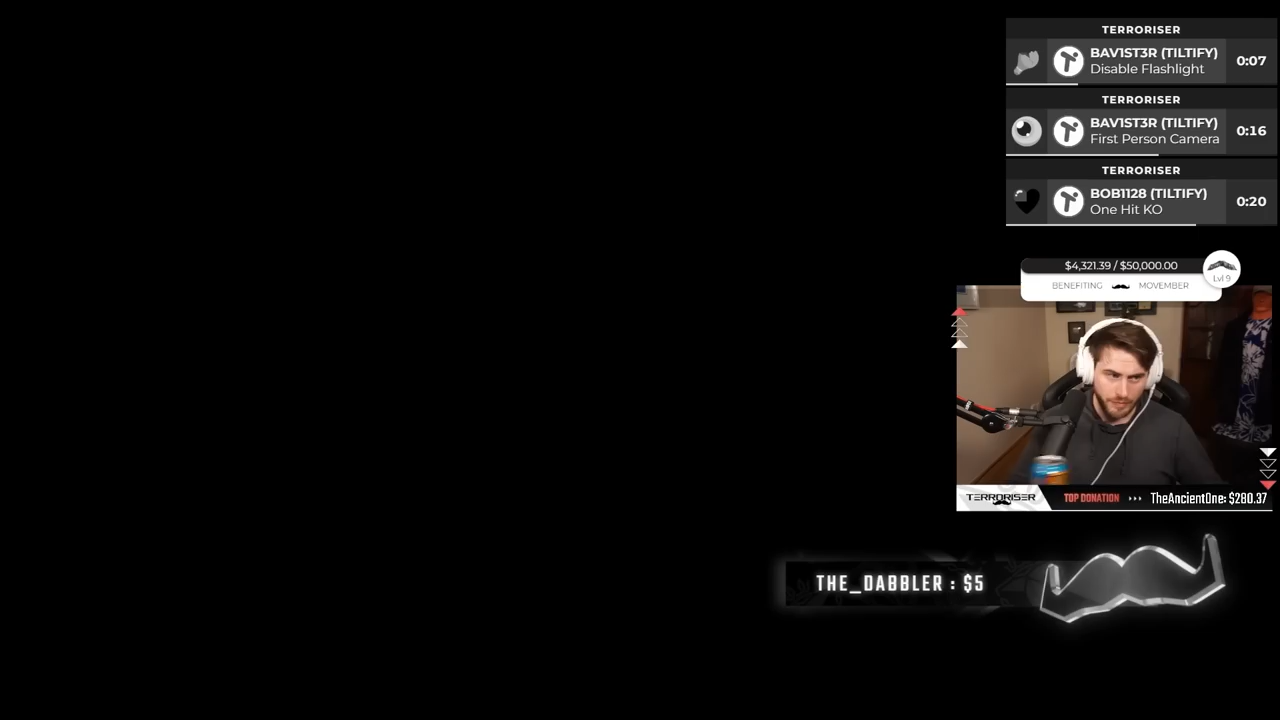 TERRORISER
BAV1ST3R (TILTIFY)
Disable Flashlight
0:07
TERRORISER
BAV1ST3R (TILTIFY)
First Person Camera
0:16
TERRORISER
BOB1128 (TILTIFY)
One Hit KO
0:20
$4,321.39 / $50,000.00
Lvl 9
BENEFITING MOVEMBER
TERRORISER
TOP DONATION
TheAncientOne: $280.37
THE_DABBLER : $5